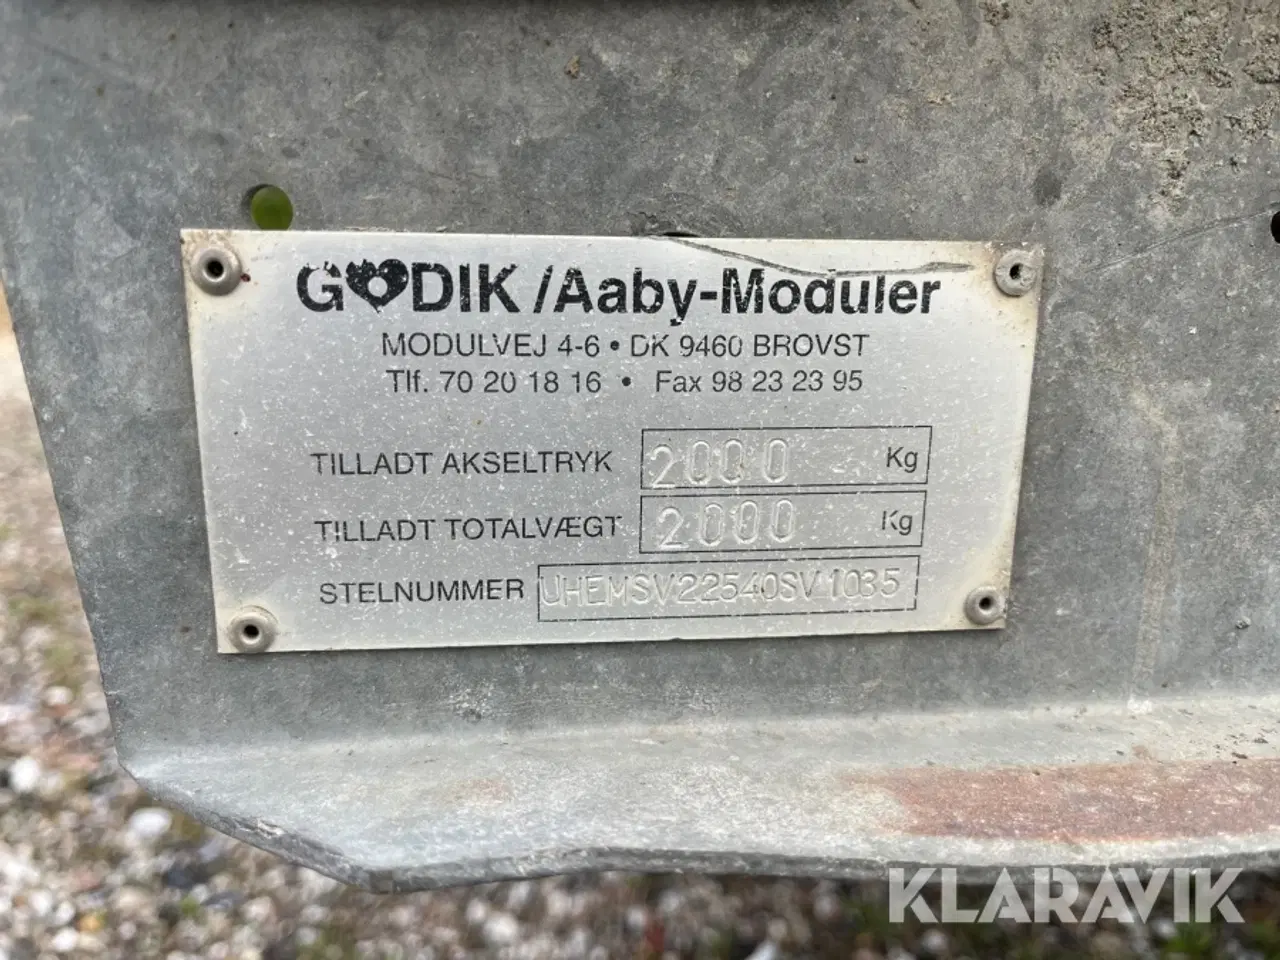 GODIK /Aaby-Moduler
MODULVEJ 4-6 • DK 9460 BROVST
Tlf. 70 20 18 16 • Fax 98 23 23 95
TILLADT AKSELTRYK 2000 Kg
TILLADT TOTALVÆGT 2000 Kg
STELNUMMER UHEMSV22540SV1035
KLARAVIK